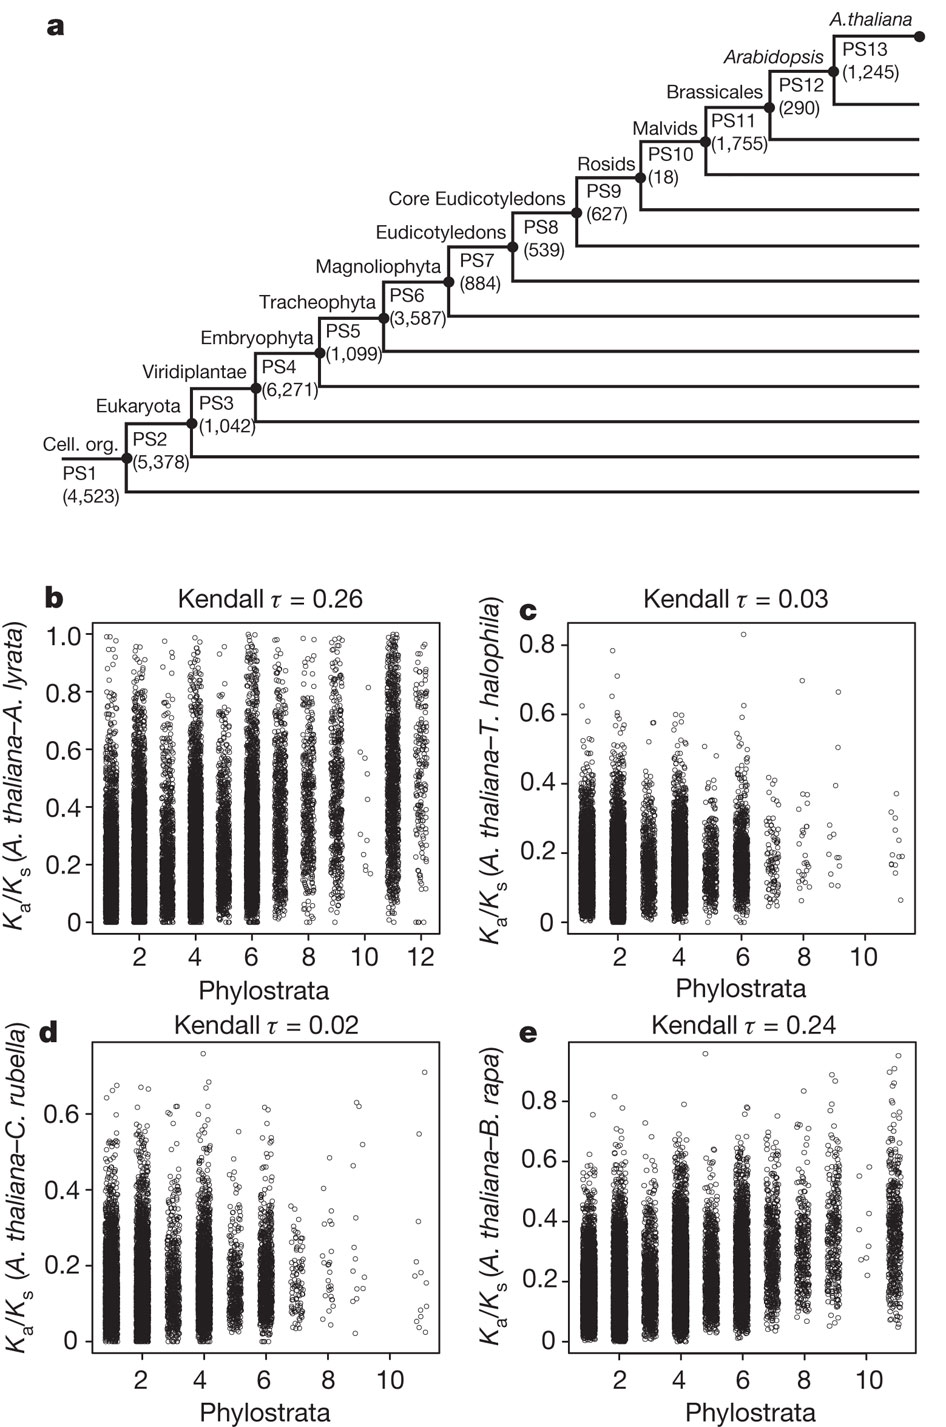 a
A.thaliana
PS13
(1,245)
Arabidopsis
PS12
(290)
Brassicales
PS11
(1,755)
Malvids
PS10
(18)
Rosids
PS9
(627)
Core Eudicotyledons
PS8
(539)
Eudicotyledons
PS7
(884)
Magnoliophyta
PS6
(3,587)
Tracheophyta
PS5
(1,099)
Embryophyta
PS4
(6,271)
Viridiplantae
PS3
(1,042)
Eukaryota
PS2
(5,378)
Cell. org.
PS1
(4,523)
b
Kendall τ = 0.26
Ka/Ks (A. thaliana–A. lyrata)
1.0
0.8
0.6
0.4
0.2
0
2 4 6 8 10 12
Phylostrata
c
Kendall τ = 0.03
Ka/Ks (A. thaliana–T. halophila)
0.8
0.6
0.4
0.2
0
2 4 6 8 10
Phylostrata
d
Kendall τ = 0.02
Ka/Ks (A. thaliana–C. rubella)
0.6
0.4
0.2
0
2 4 6 8 10
Phylostrata
e
Kendall τ = 0.24
Ka/Ks (A. thaliana–B. rapa)
0.8
0.6
0.4
0.2
0
2 4 6 8 10
Phylostrata